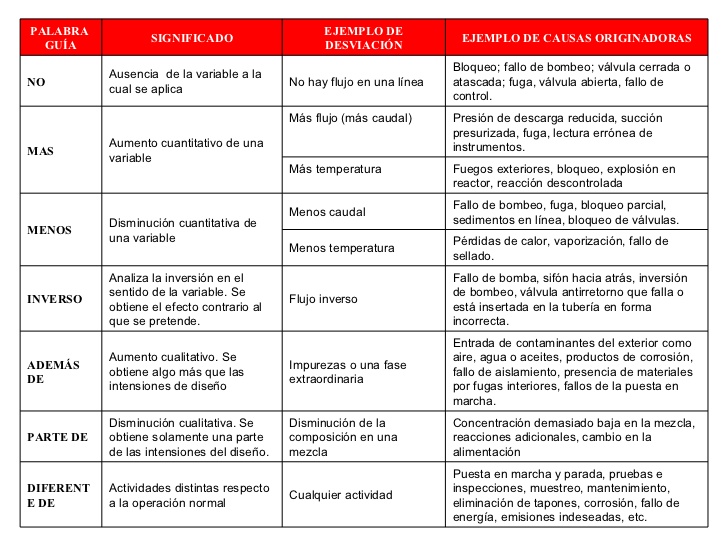 PALABRA
GUÍA
SIGNIFICADO
EJEMPLO DE
DESVIACIÓN
EJEMPLO DE CAUSAS ORIGINADORAS
NO
Ausencia de la variable a la
cual se aplica
No hay flujo en una línea
Bloqueo; fallo de bombeo; válvula cerrada o
atascada; fuga, válvula abierta, fallo de
control.
MAS
Aumento cuantitativo de una
variable
Más flujo (más caudal)
Presión de descarga reducida, succión
presurizada, fuga, lectura errónea de
instrumentos.
Más temperatura
Fuegos exteriores, bloqueo, explosión en
reactor, reacción descontrolada
MENOS
Disminución cuantitativa de
una variable
Menos caudal
Fallo de bombeo, fuga, bloqueo parcial,
sedimentos en línea, bloqueo de válvulas.
Menos temperatura
Pérdidas de calor, vaporización, fallo de
sellado.
INVERSO
Analiza la inversión en el
sentido de la variable. Se
obtiene el efecto contrario al
que se pretende.
Flujo inverso
Fallo de bomba, sifón hacia atrás, inversión
de bombeo, válvula antirretorno que falla o
está insertada en la tubería en forma
incorrecta.
ADEMÁS
DE
Aumento cualitativo. Se
obtiene algo más que las
intensiones de diseño
Impurezas o una fase
extraordinaria
Entrada de contaminantes del exterior como
aire, agua o aceites, productos de corrosión,
fallo de aislamiento, presencia de materiales
por fugas interiores, fallos de la puesta en
marcha.
PARTE DE
Disminución cualitativa. Se
obtiene solamente una parte
de las intensiones del diseño.
Disminución de la
composición en una
mezcla
Concentración demasiado baja en la mezcla,
reacciones adicionales, cambio en la
alimentación
DIFERENT
E DE
Actividades distintas respecto
a la operación normal
Cualquier actividad
Puesta en marcha y parada, pruebas e
inspecciones, muestreo, mantenimiento,
eliminación de tapones, corrosión, fallo de
energía, emisiones indeseadas, etc.